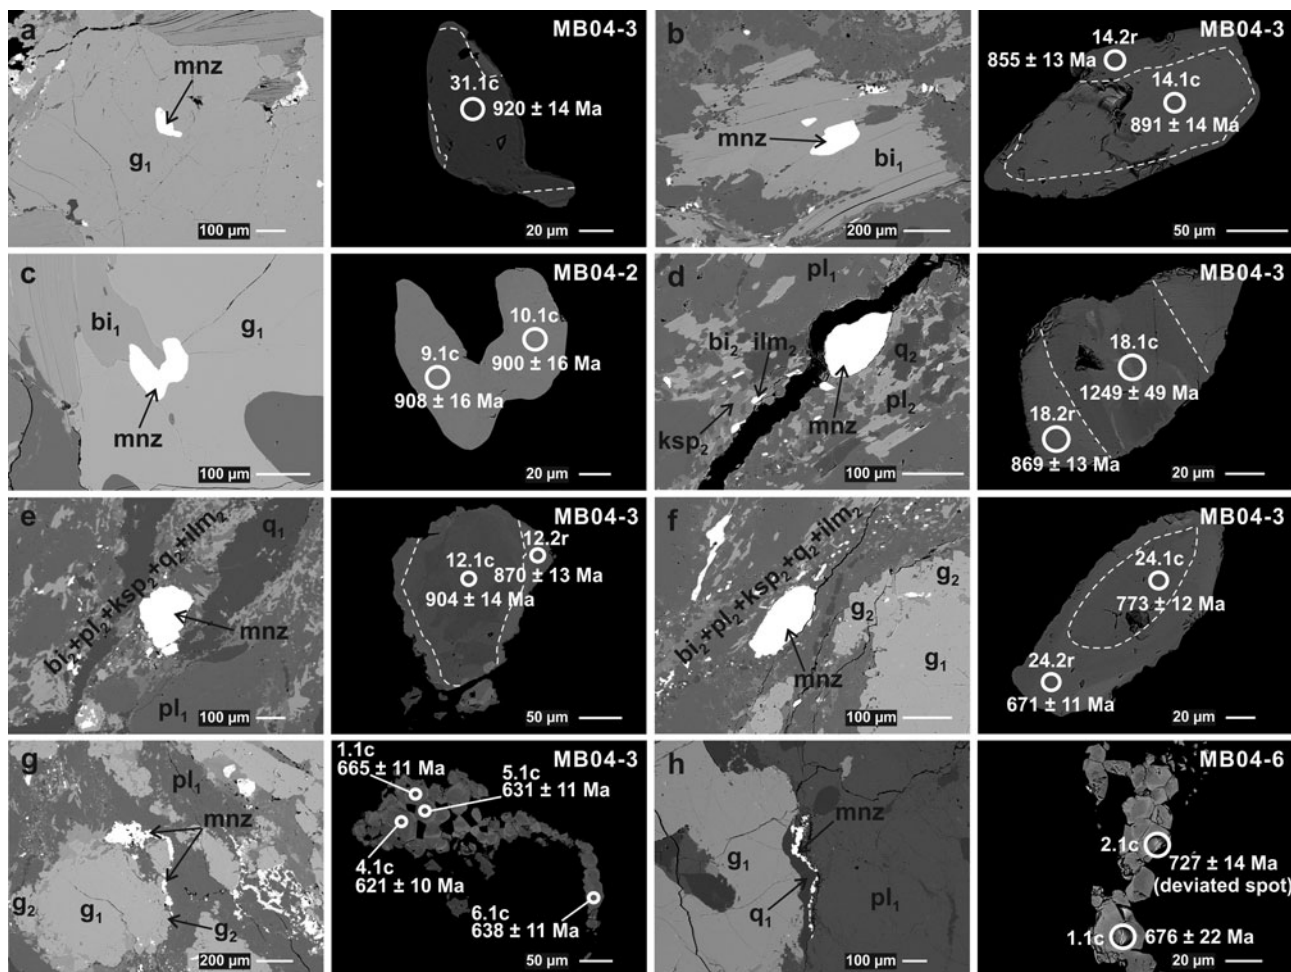 a
mnz
g1
100 µm
MB04-3
31.1c
920 ± 14 Ma
20 µm
b
mnz
bi1
200 µm
MB04-3
14.2r
855 ± 13 Ma
14.1c
891 ± 14 Ma
50 µm
c
bi1
g1
mnz
100 µm
MB04-2
10.1c
900 ± 16 Ma
9.1c
908 ± 16 Ma
20 µm
d
pl1
bi2
ilm2
q2
pl2
mnz
ksp2
100 µm
MB04-3
18.1c
1249 ± 49 Ma
18.2r
869 ± 13 Ma
20 µm
e
q1
bi2+pl2+ksp2+q2+ilm2
mnz
pl1
100 µm
MB04-3
12.2r
870 ± 13 Ma
12.1c
904 ± 14 Ma
50 µm
f
bi2+pl2+ksp2+q2+ilm2
g2
g2
mnz
g1
100 µm
MB04-3
24.1c
773 ± 12 Ma
24.2r
671 ± 11 Ma
20 µm
g
pl1
mnz
g1
g2
g2
200 µm
MB04-3
1.1c
665 ± 11 Ma
5.1c
631 ± 11 Ma
4.1c
621 ± 10 Ma
6.1c
638 ± 11 Ma
50 µm
h
mnz
g1
q1
pl1
100 µm
MB04-6
2.1c
727 ± 14 Ma
(deviated spot)
1.1c
676 ± 22 Ma
20 µm